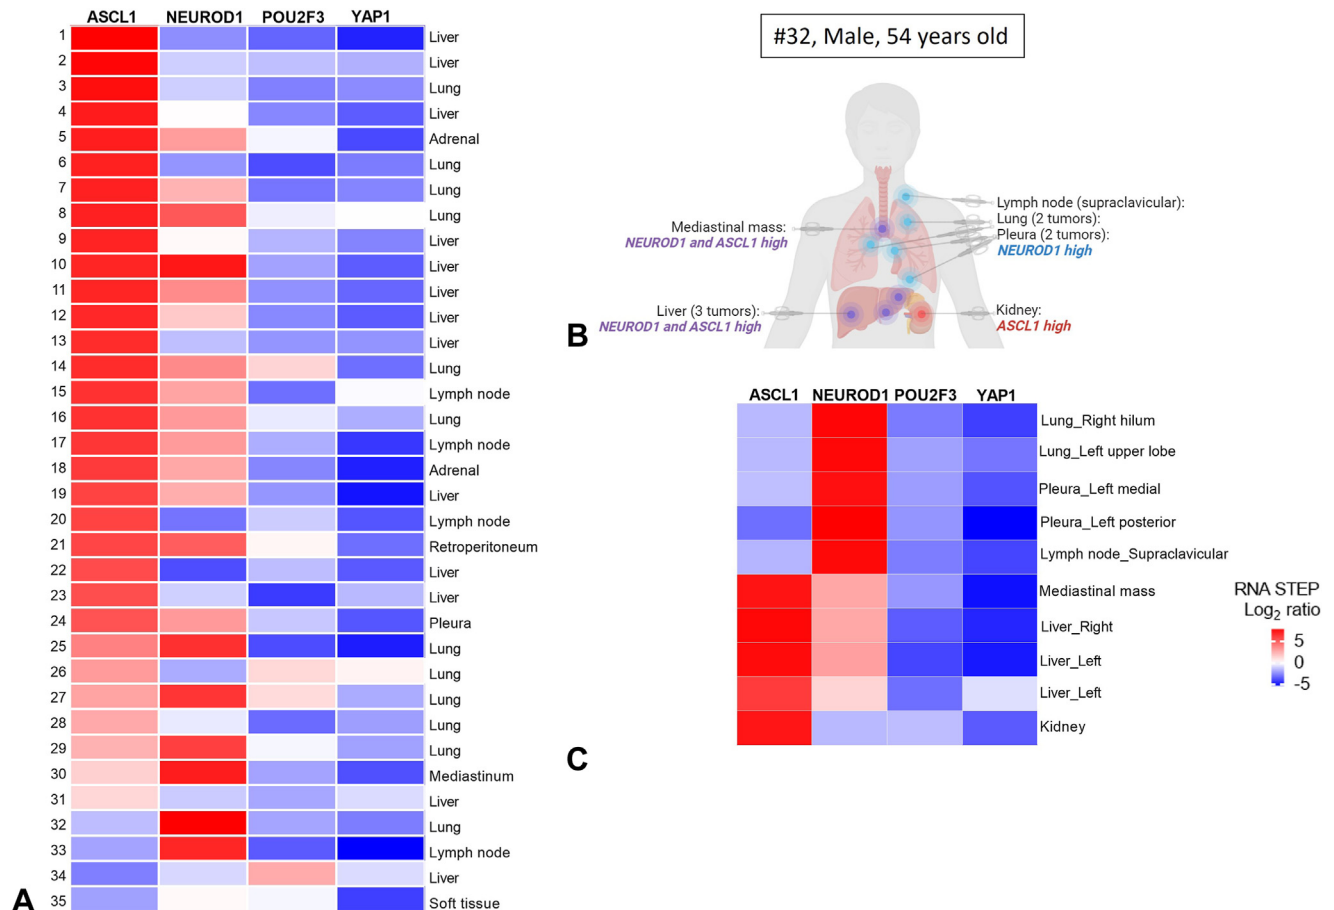 ASCL1 NEUROD1 POU2F3 YAP1
1 Liver
2 Liver
3 Lung
4 Liver
5 Adrenal
6 Lung
7 Lung
8 Lung
9 Liver
10 Liver
11 Liver
12 Liver
13 Liver
14 Lung
15 Lymph node
16 Lung
17 Lymph node
18 Adrenal
19 Liver
20 Lymph node
21 Retroperitoneum
22 Liver
23 Liver
24 Pleura
25 Lung
26 Lung
27 Lung
28 Lung
29 Lung
30 Mediastinum
31 Liver
32 Lung
33 Lymph node
34 Liver
35 Soft tissue
A
#32, Male, 54 years old
Mediastinal mass:
NEUROD1 and ASCL1 high
Liver (3 tumors):
NEUROD1 and ASCL1 high
Lymph node (supraclavicular):
Lung (2 tumors):
Pleura (2 tumors):
NEUROD1 high
Kidney:
ASCL1 high
B
ASCL1 NEUROD1 POU2F3 YAP1
Lung_Right hilum
Lung_Left upper lobe
Pleura_Left medial
Pleura_Left posterior
Lymph node_Supraclavicular
Mediastinal mass
Liver_Right
Liver_Left
Liver_Left
Kidney
C
RNA STEP
Log2 ratio
5
0
-5